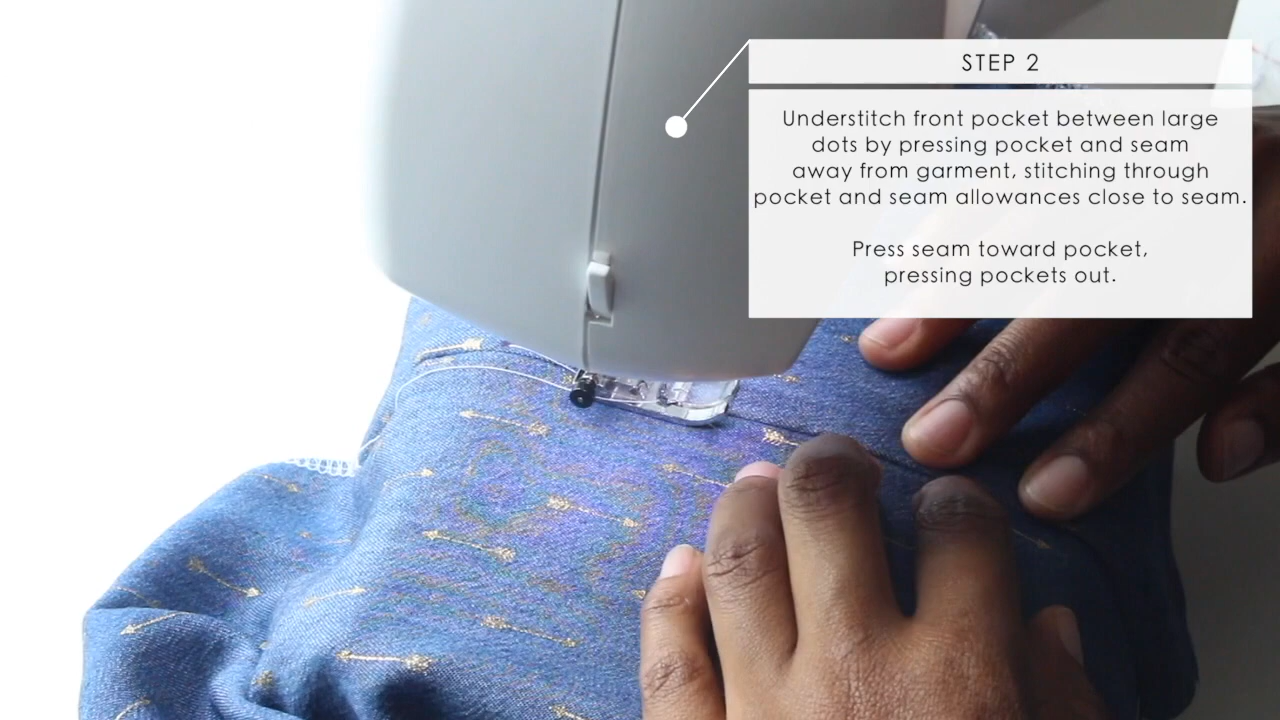 STEP 2
Understitch front pocket between large
dots by pressing pocket and seam
away from garment, stitching through
pocket and seam allowances close to seam.
Press seam toward pocket,
pressing pockets out.